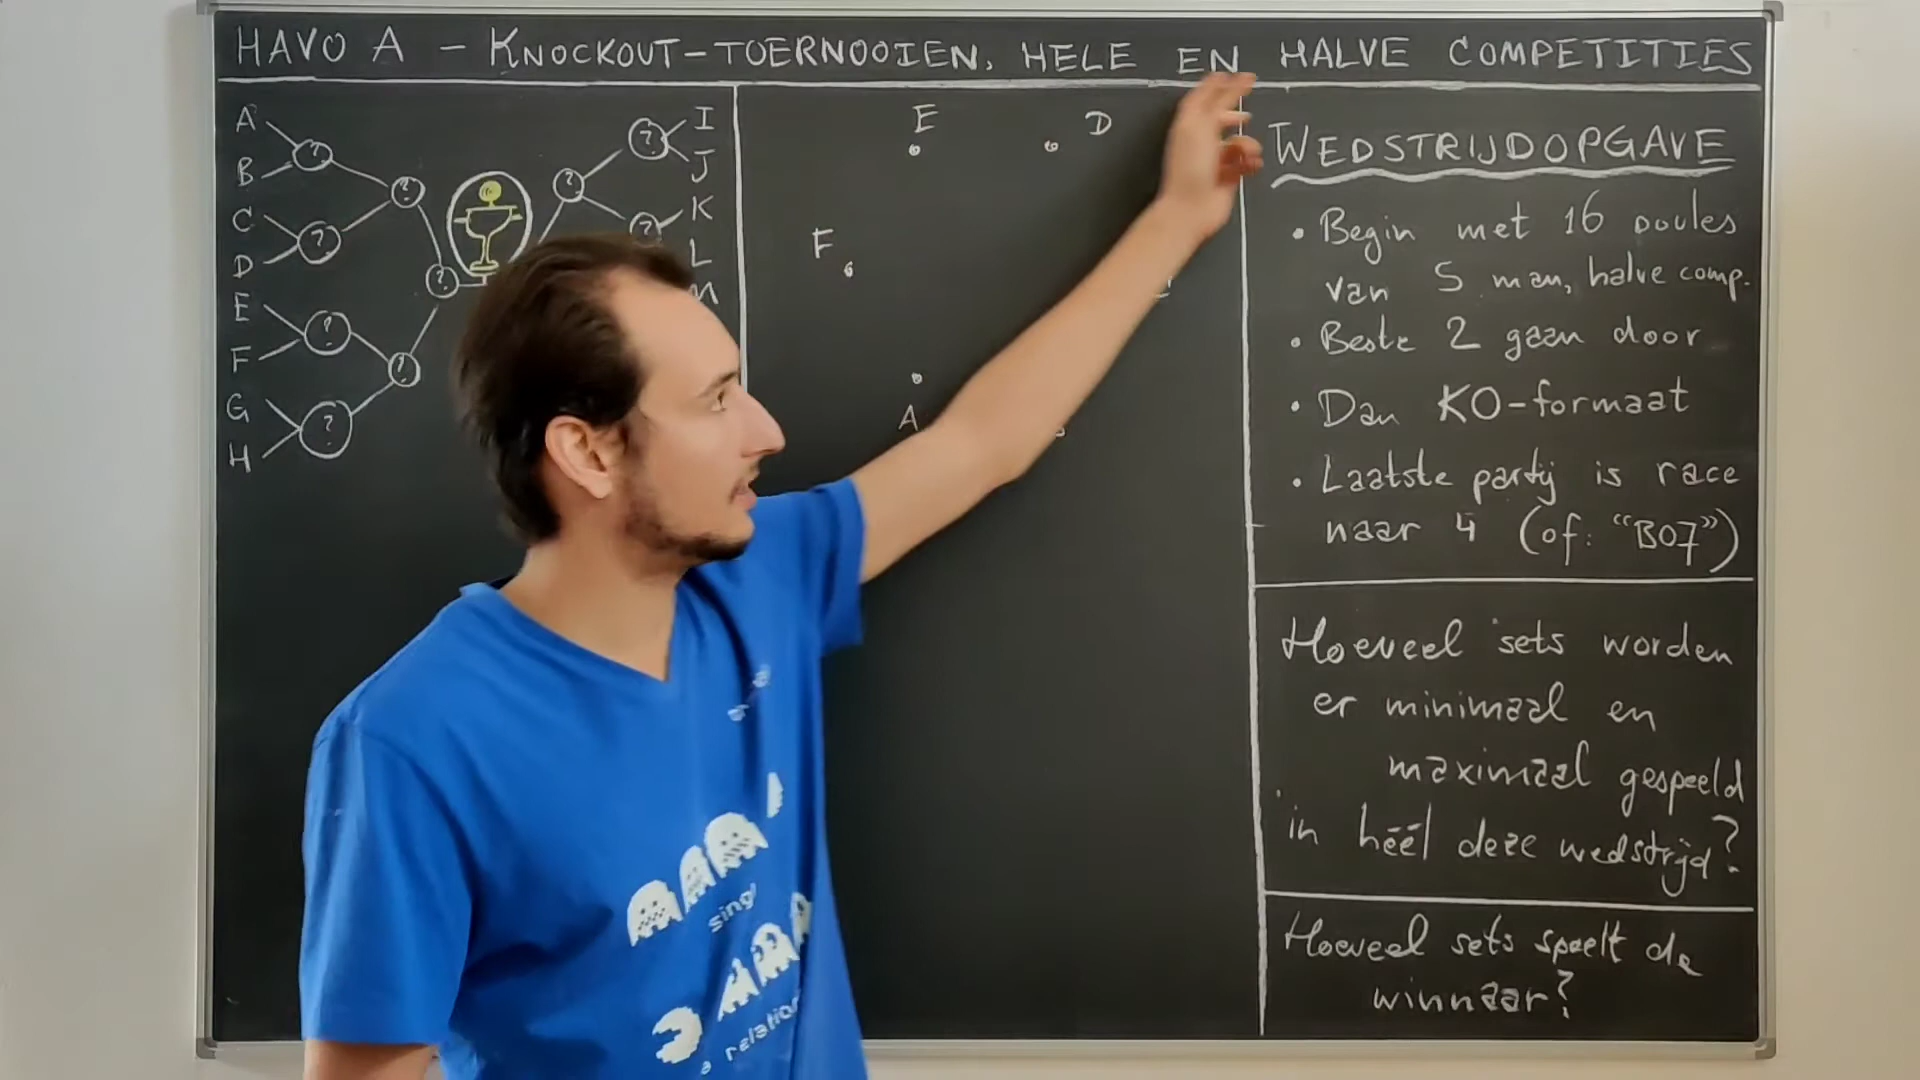 HAVO A - KNOCKOUT-TOERNOOIEN, HELE EN HALVE COMPETITIES
A
B
C
D
E
F
G
H
?
?
?
?
?
?
?
?
?
?
I
J
K
L
M
E
D
F
A
WEDSTRIJDOPGAVE
• Begin met 16 poules
van 5 man, halve comp.
• Beste 2 gaan door
• Dan KO-formaat
• Laatste partij is race
naar 4 (of: “BO7”)
Hoeveel sets worden
er minimaal en
maximaal gespeeld
in héél deze wedstrijd?
Hoeveel sets speelt de
winnaar?
singl
a relatio